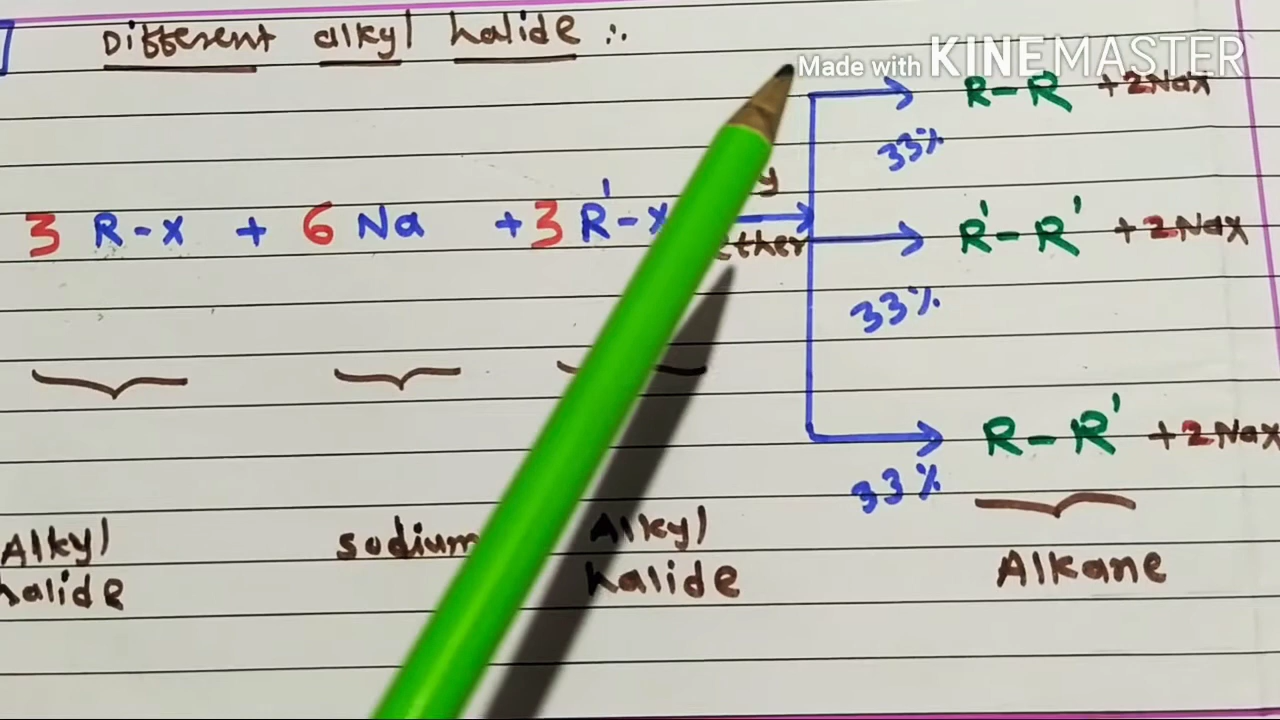 Different alkyl halide ∴
Made with KINEMASTER
R-R + 2Nax
33%
3 R-x + 6 Na + 3 R'-x
ether
R'-R' + 2Nax
33%
R-R' + 2Nax
33%
Alkyl halide
sodium
Alkyl halide
Alkane